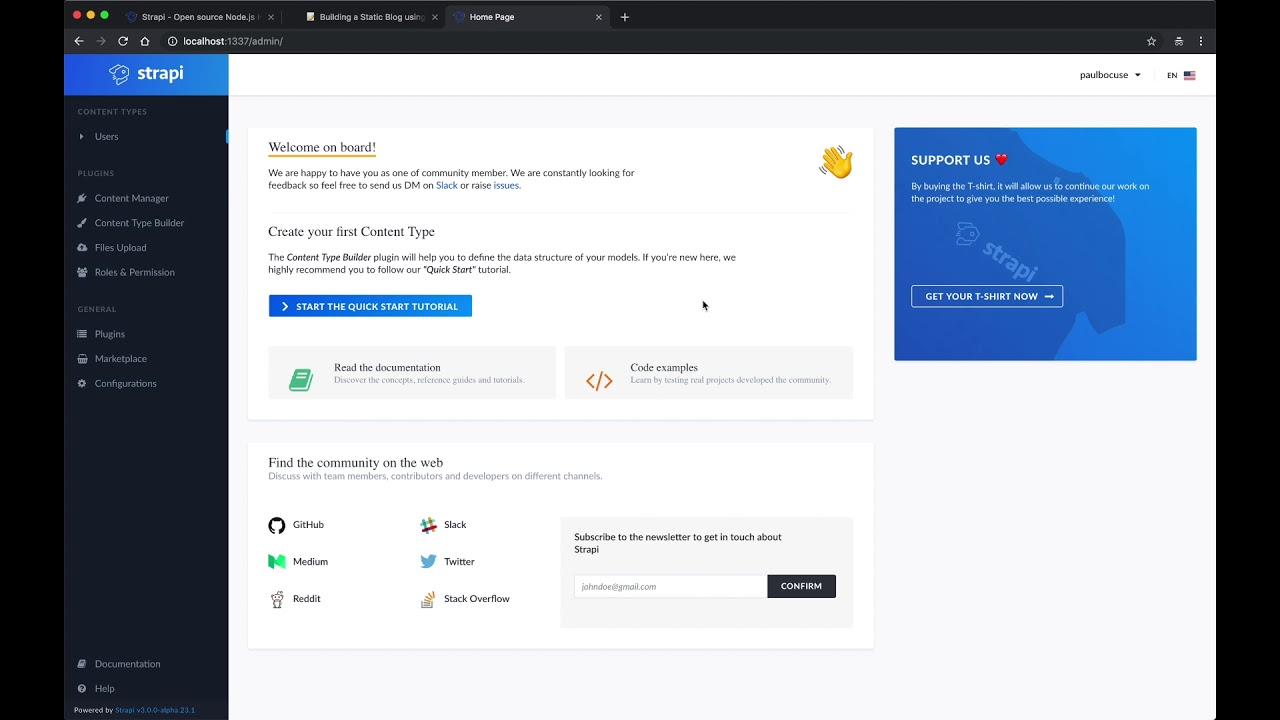 Strapi - Open source Node.js H
Building a Static Blog using
Home Page
localhost:1337/admin/
strapi
paulbocuse
EN
CONTENT TYPES
Users
PLUGINS
Content Manager
Content Type Builder
Files Upload
Roles & Permission
GENERAL
Plugins
Marketplace
Configurations
Documentation
Help
Powered by Strapi v3.0.0-alpha.23.1
Welcome on board!
We are happy to have you as one of community member. We are constantly looking for
feedback so feel free to send us DM on Slack or raise issues.
Create your first Content Type
The Content Type Builder plugin will help you to define the data structure of your models. If you're new here, we
highly recommend you to follow our "Quick Start" tutorial.
START THE QUICK START TUTORIAL
Read the documentation
Discover the concepts, reference guides and tutorials.
Code examples
Learn by testing real projects developed the community.
Find the community on the web
Discuss with team members, contributors and developers on different channels.
GitHub
Slack
Medium
Twitter
Reddit
Stack Overflow
Subscribe to the newsletter to get in touch about
Strapi
johndoe@gmail.com
CONFIRM
SUPPORT US
By buying the T-shirt, it will allow us to continue our work on
the project to give you the best possible experience!
strapi
GET YOUR T-SHIRT NOW